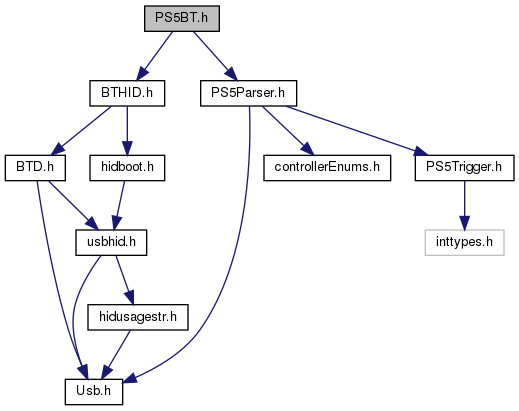 PS5BT.h
BTHID.h
PS5Parser.h
BTD.h
hidboot.h
controllerEnums.h
PS5Trigger.h
usbhid.h
inttypes.h
hidusagestr.h
Usb.h